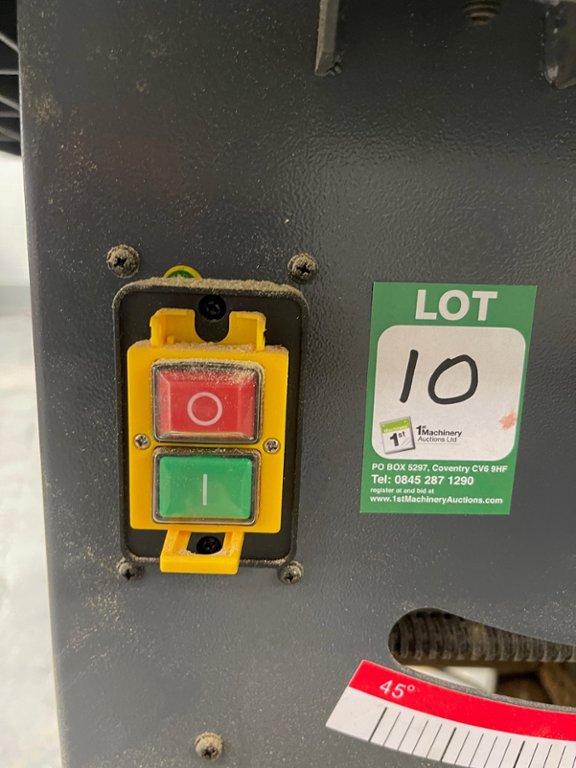 LOT
10
Machinery
1st
1st Machinery
Auctions Ltd
PO BOX 5297, Coventry CV6 9HF
Tel: 0845 287 1290
register at and bid at
www.1stMachineryAuctions.com
O
I
45°